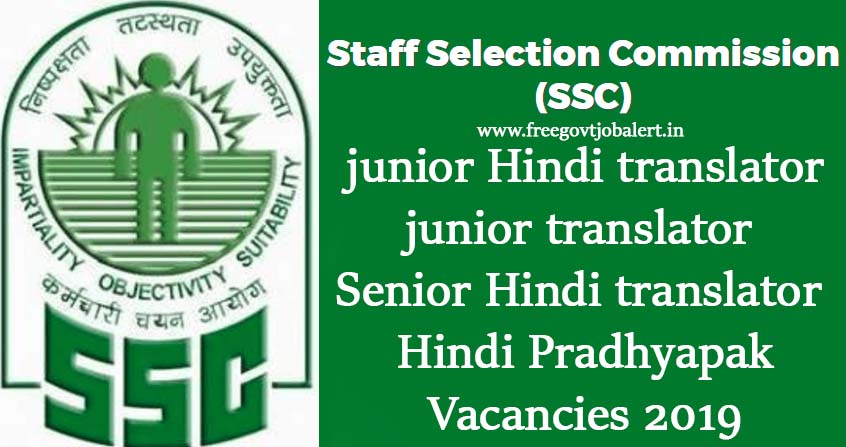 निष्पक्षता तटस्थता उपयुक्तता
IMPARTIALITY OBJECTIVITY SUITABILITY
कर्मचारी चयन आयोग
SSC
Staff Selection Commission
(SSC)
www.freegovtjobalert.in
junior Hindi translator
junior translator
Senior Hindi translator
Hindi Pradhyapak
Vacancies 2019